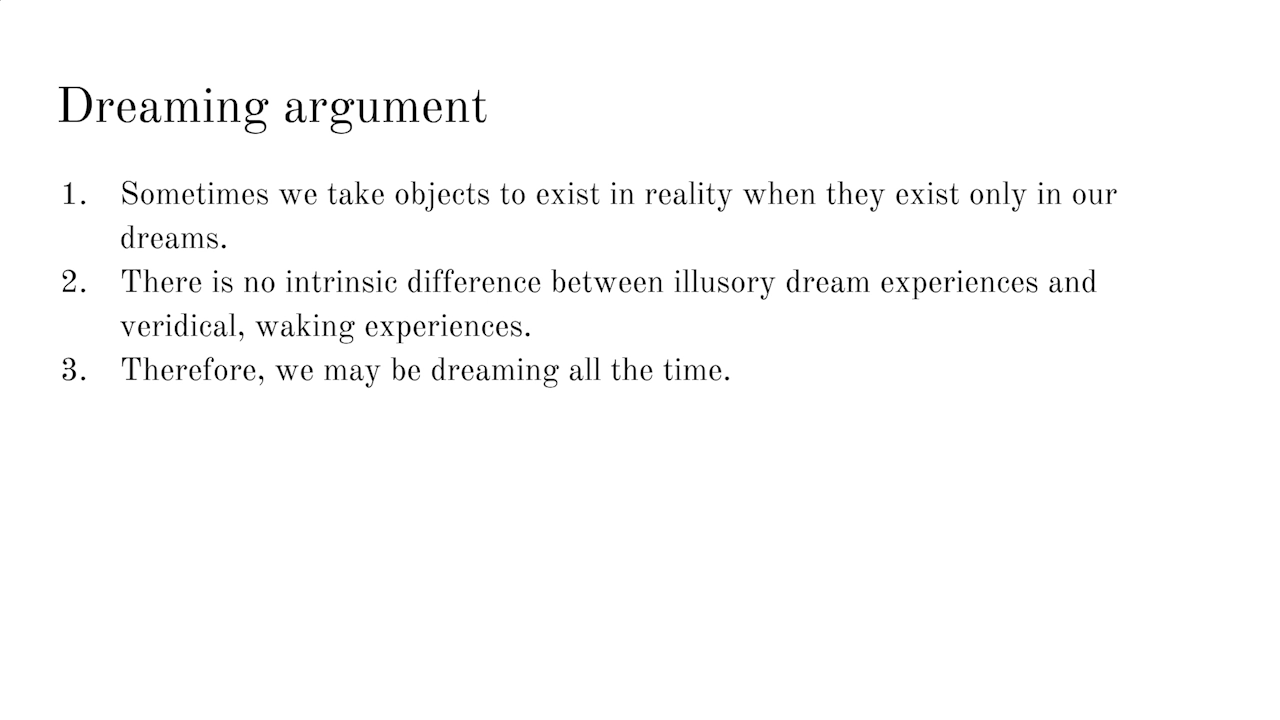 Dreaming argument
1. Sometimes we take objects to exist in reality when they exist only in our
dreams.
2. There is no intrinsic difference between illusory dream experiences and
veridical, waking experiences.
3. Therefore, we may be dreaming all the time.